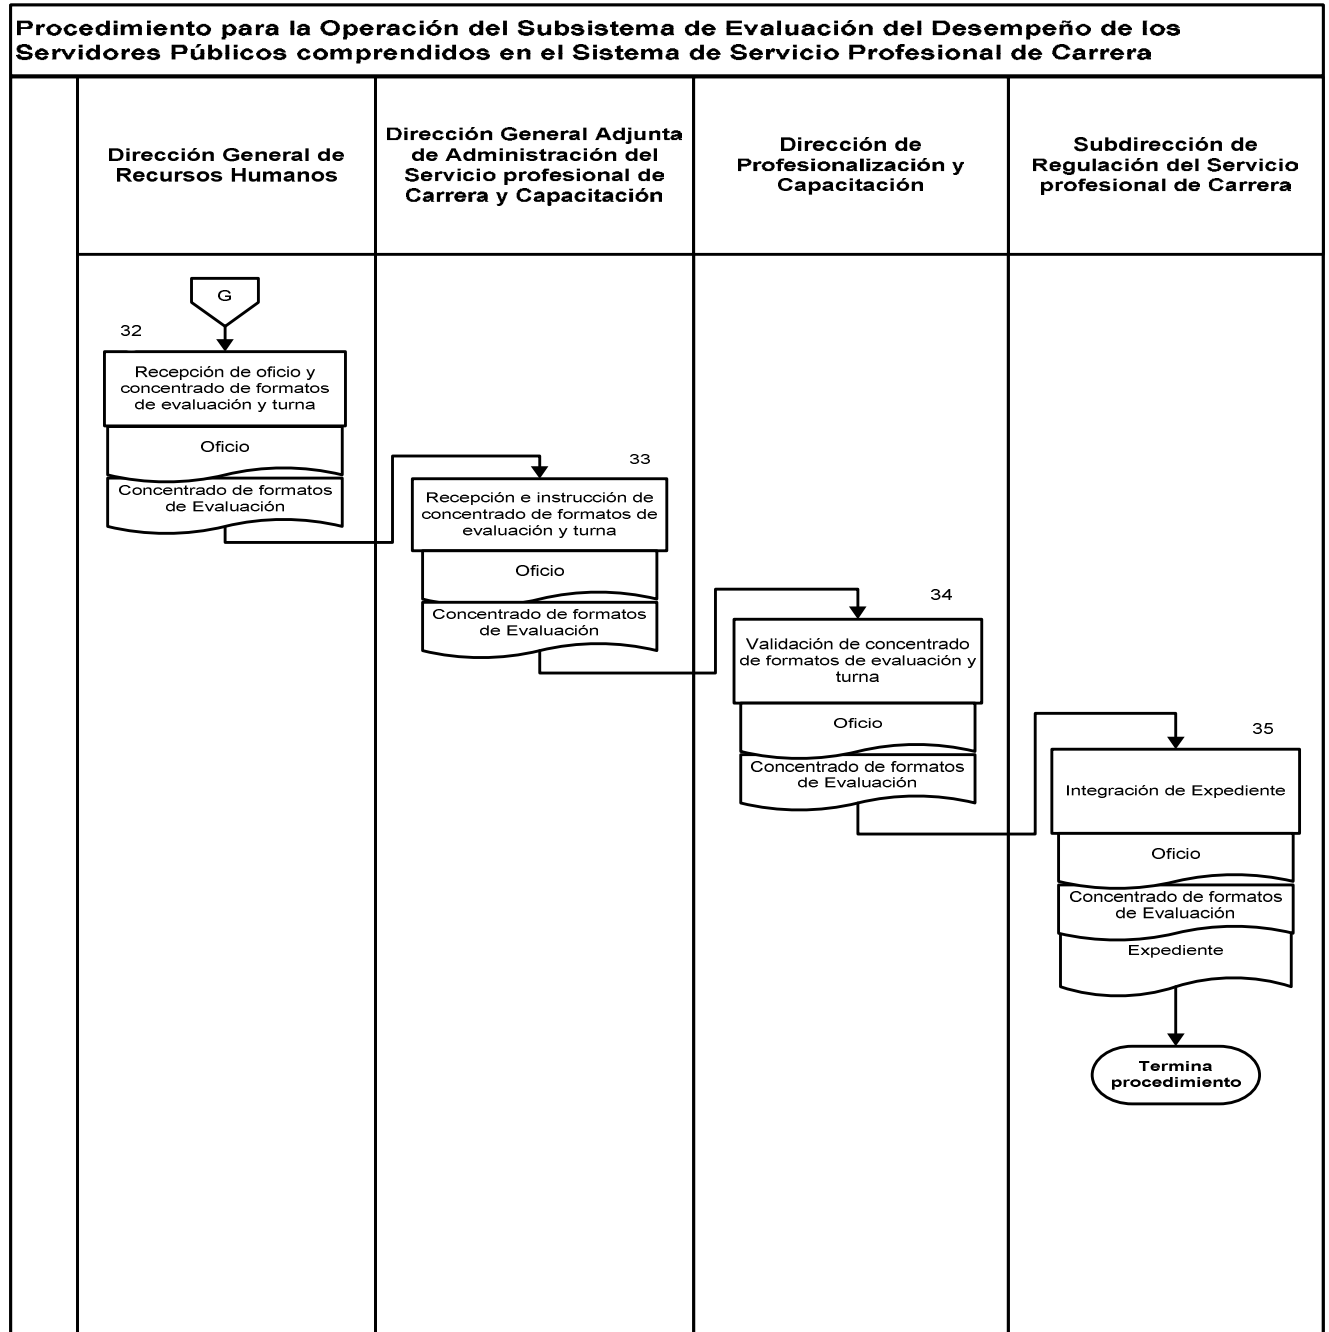 Procedimiento para la Operación del Subsistema de Evaluación del Desempeño de los
Servidores Públicos comprendidos en el Sistema de Servicio Profesional de Carrera
Dirección General de
Recursos Humanos
Dirección General Adjunta
de Administración del
Servicio profesional de
Carrera y Capacitación
Dirección de
Profesionalización y
Capacitación
Subdirección de
Regulación del Servicio
profesional de Carrera
G
32
Recepción de oficio y
concentrado de formatos
de evaluación y turna
Oficio
Concentrado de formatos
de Evaluación
33
Recepción e instrucción de
concentrado de formatos de
evaluación y turna
Oficio
Concentrado de formatos
de Evaluación
34
Validación de concentrado
de formatos de evaluación y
turna
Oficio
Concentrado de formatos
de Evaluación
35
Integración de Expediente
Oficio
Concentrado de formatos
de Evaluación
Expediente
Termina
procedimiento